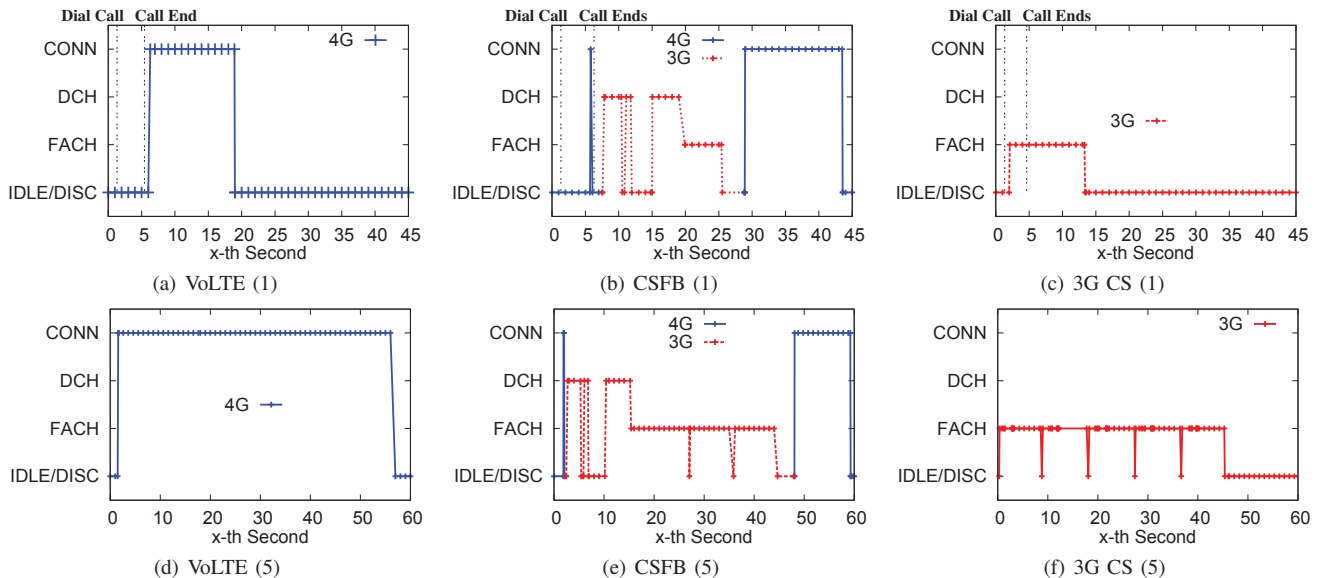 Dial Call Call End
CONN
DCH
FACH
IDLE/DISC
4G
0 5 10 15 20 25 30 35 40 45
x-th Second
(a) VoLTE (1)
Dial Call Call Ends
CONN
DCH
FACH
IDLE/DISC
4G
3G
0 5 10 15 20 25 30 35 40 45
x-th Second
(b) CSFB (1)
Dial Call Call Ends
CONN
DCH
FACH
IDLE/DISC
3G
0 5 10 15 20 25 30 35 40 45
x-th Second
(c) 3G CS (1)
CONN
DCH
FACH
IDLE/DISC
4G
0 10 20 30 40 50 60
x-th Second
(d) VoLTE (5)
CONN
DCH
FACH
IDLE/DISC
4G
3G
0 10 20 30 40 50 60
x-th Second
(e) CSFB (5)
CONN
DCH
FACH
IDLE/DISC
3G
0 10 20 30 40 50 60
x-th Second
(f) 3G CS (5)